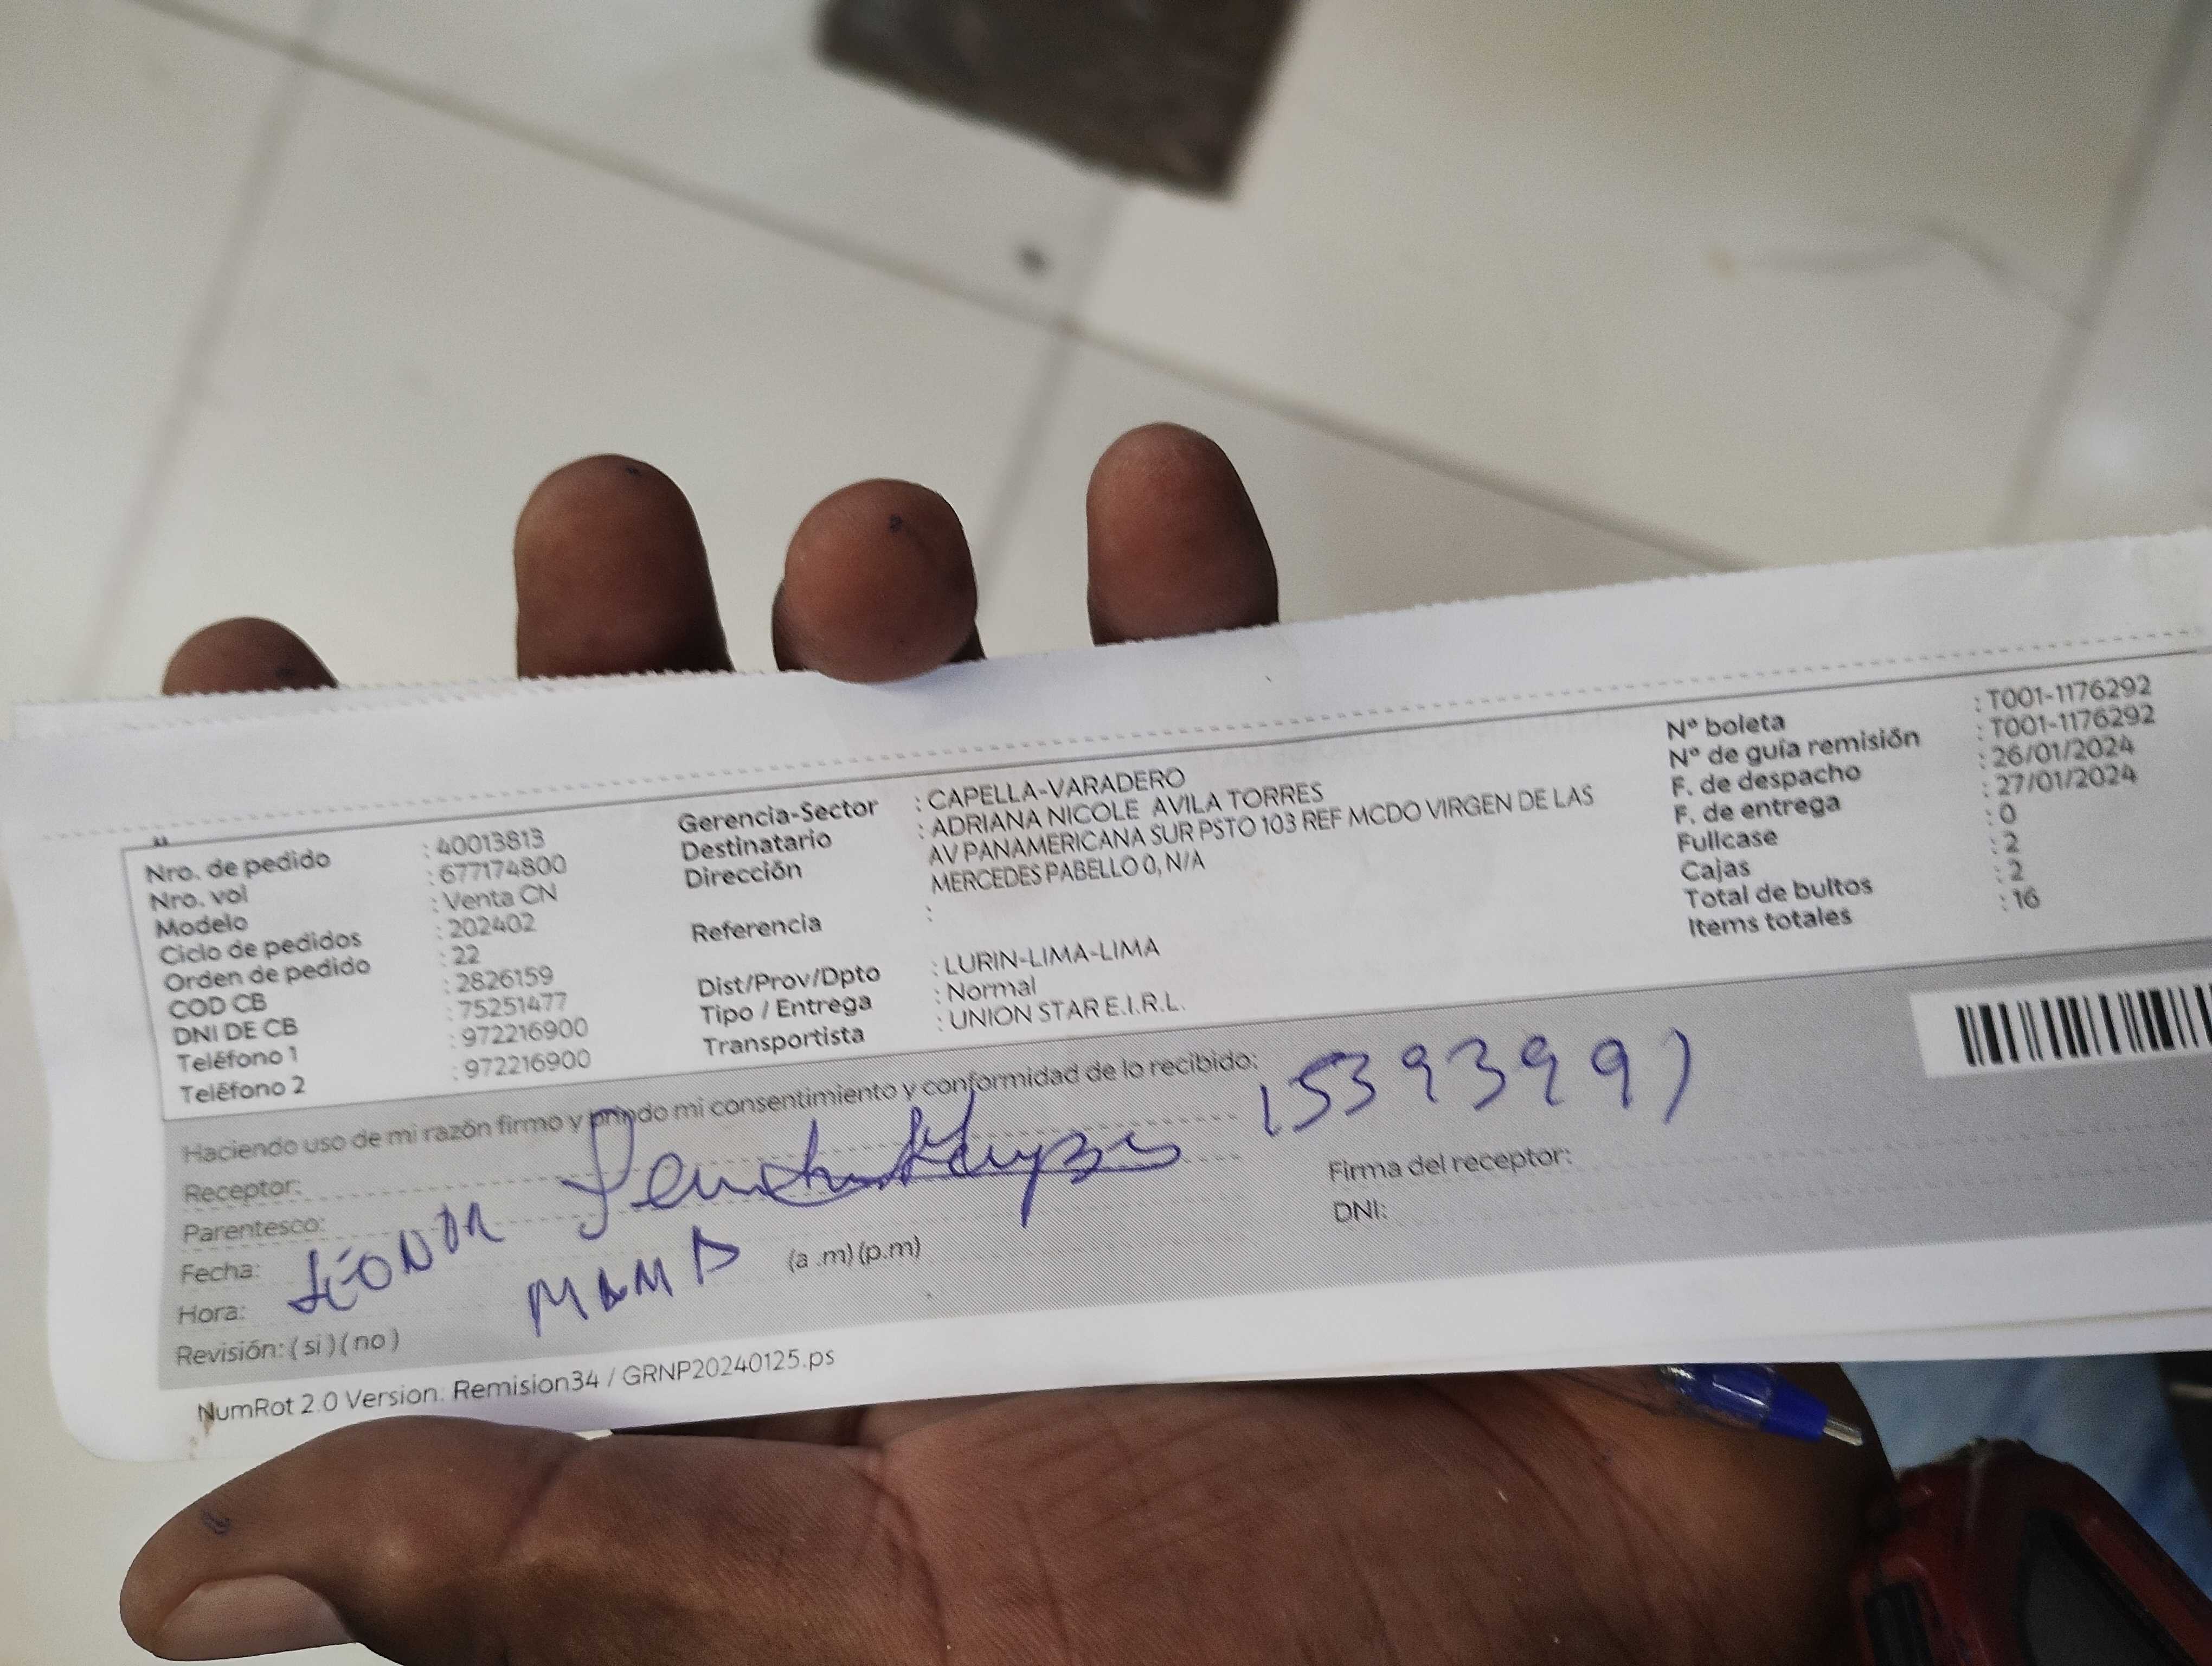 Nro. de pedido : 40013813
Nro. vol : 677174800
Modelo : Venta CN
Ciclo de pedidos : 202402
Orden de pedido : 22
COD CB : 2826159
DNI DE CB : 75251477
Teléfono 1 : 972216900
Teléfono 2 : 972216900
Gerencia-Sector : CAPELLA-VARADERO
Destinatario : ADRIANA NICOLE AVILA TORRES
Dirección AV PANAMERICANA SUR PSTO 103 REF MCDO VIRGEN DE LAS
MERCEDES PABELLO 0, N/A
Referencia :
Dist/Prov/Dpto : LURIN-LIMA-LIMA
Tipo / Entrega : Normal
Transportista : UNION STAR E.I.R.L.
Nº boleta : T001-1176292
Nº de guía remisión : T001-1176292
F. de despacho : 26/01/2024
F. de entrega : 27/01/2024
Fullcase : 0
Cajas : 2
Total de bultos : 2
Items totales : 16
Haciendo uso de mi razón firmo y brindo mi consentimiento y conformidad de lo recibido:
15393991
Receptor:
Parentesco:
Fecha:
LEONOR
Hora:
MAMA (a .m) (p.m)
Revisión: ( si ) ( no )
Firma del receptor:
DNI:
NumRot 2.0 Version: Remision34 / GRNP20240125.ps